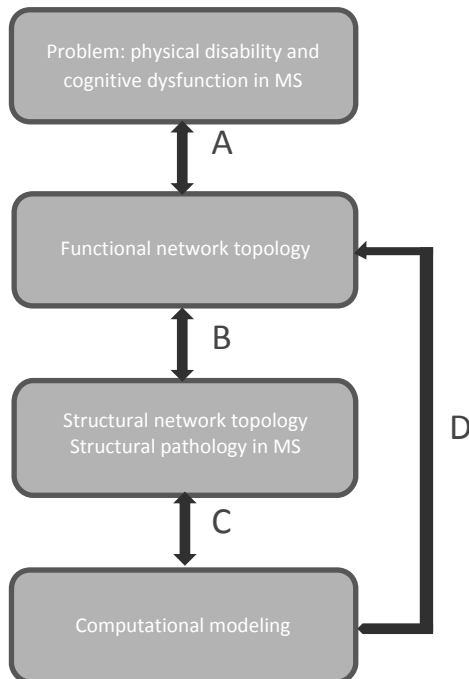 Problem: physical disability and
cognitive dysfunction in MS
A
Functional network topology
B
Structural network topology
Structural pathology in MS
D
C
Computational modeling